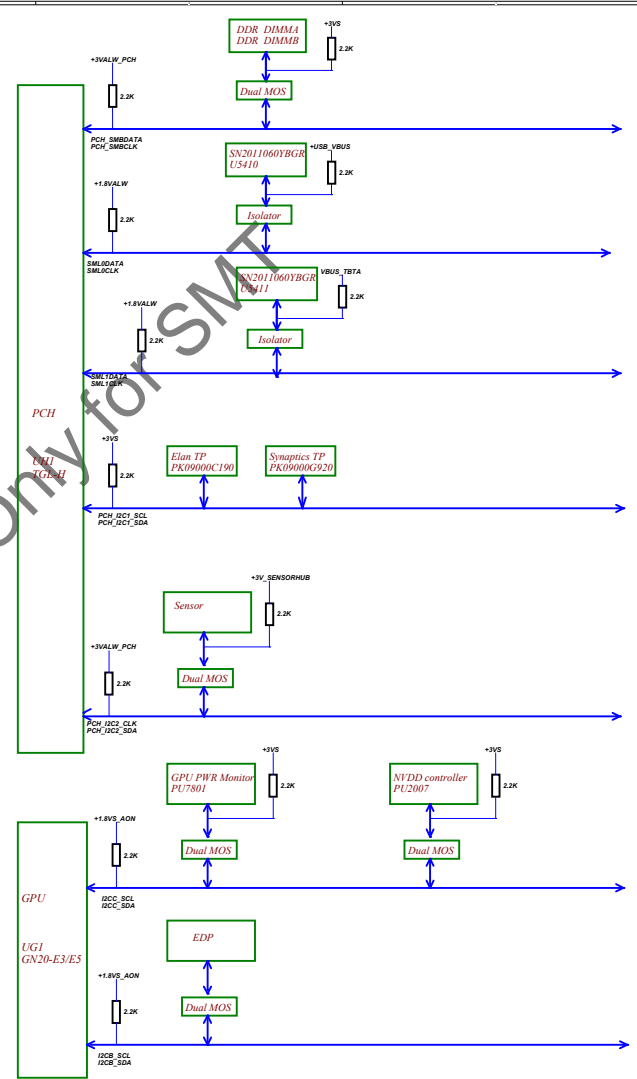 DDR DIMMA
DDR DIMMB
+3VS
2.2K
+3VALW_PCH
2.2K
Dual MOS
PCH_SMBDATA
PCH_SMBCLK
SN2011060YBGR
U5410
+USB_VBUS
2.2K
+1.8VALW
2.2K
Isolator
SML0DATA
SML0CLK
SN2011060YBGR
U5411
VBUS_TBTA
2.2K
+1.8VALW
2.2K
Isolator
SML1DATA
SML1CLK
PCH
UH1
TGL-H
+3VS
2.2K
Elan TP
PK09000C190
Synaptics TP
PK09000G920
PCH_I2C1_SCL
PCH_I2C1_SDA
Only for SMT
+3V_SENSORHUB
2.2K
Sensor
+3VALW_PCH
2.2K
Dual MOS
PCH_I2C2_CLK
PCH_I2C2_SDA
GPU PWR Monitor
PU7801
+3VS
2.2K
NVDD controller
PU2007
+3VS
2.2K
+1.8VS_AON
2.2K
Dual MOS
Dual MOS
I2CC_SCL
I2CC_SDA
GPU
UG1
GN20-E3/E5
EDP
+1.8VS_AON
2.2K
Dual MOS
I2CB_SCL
I2CB_SDA